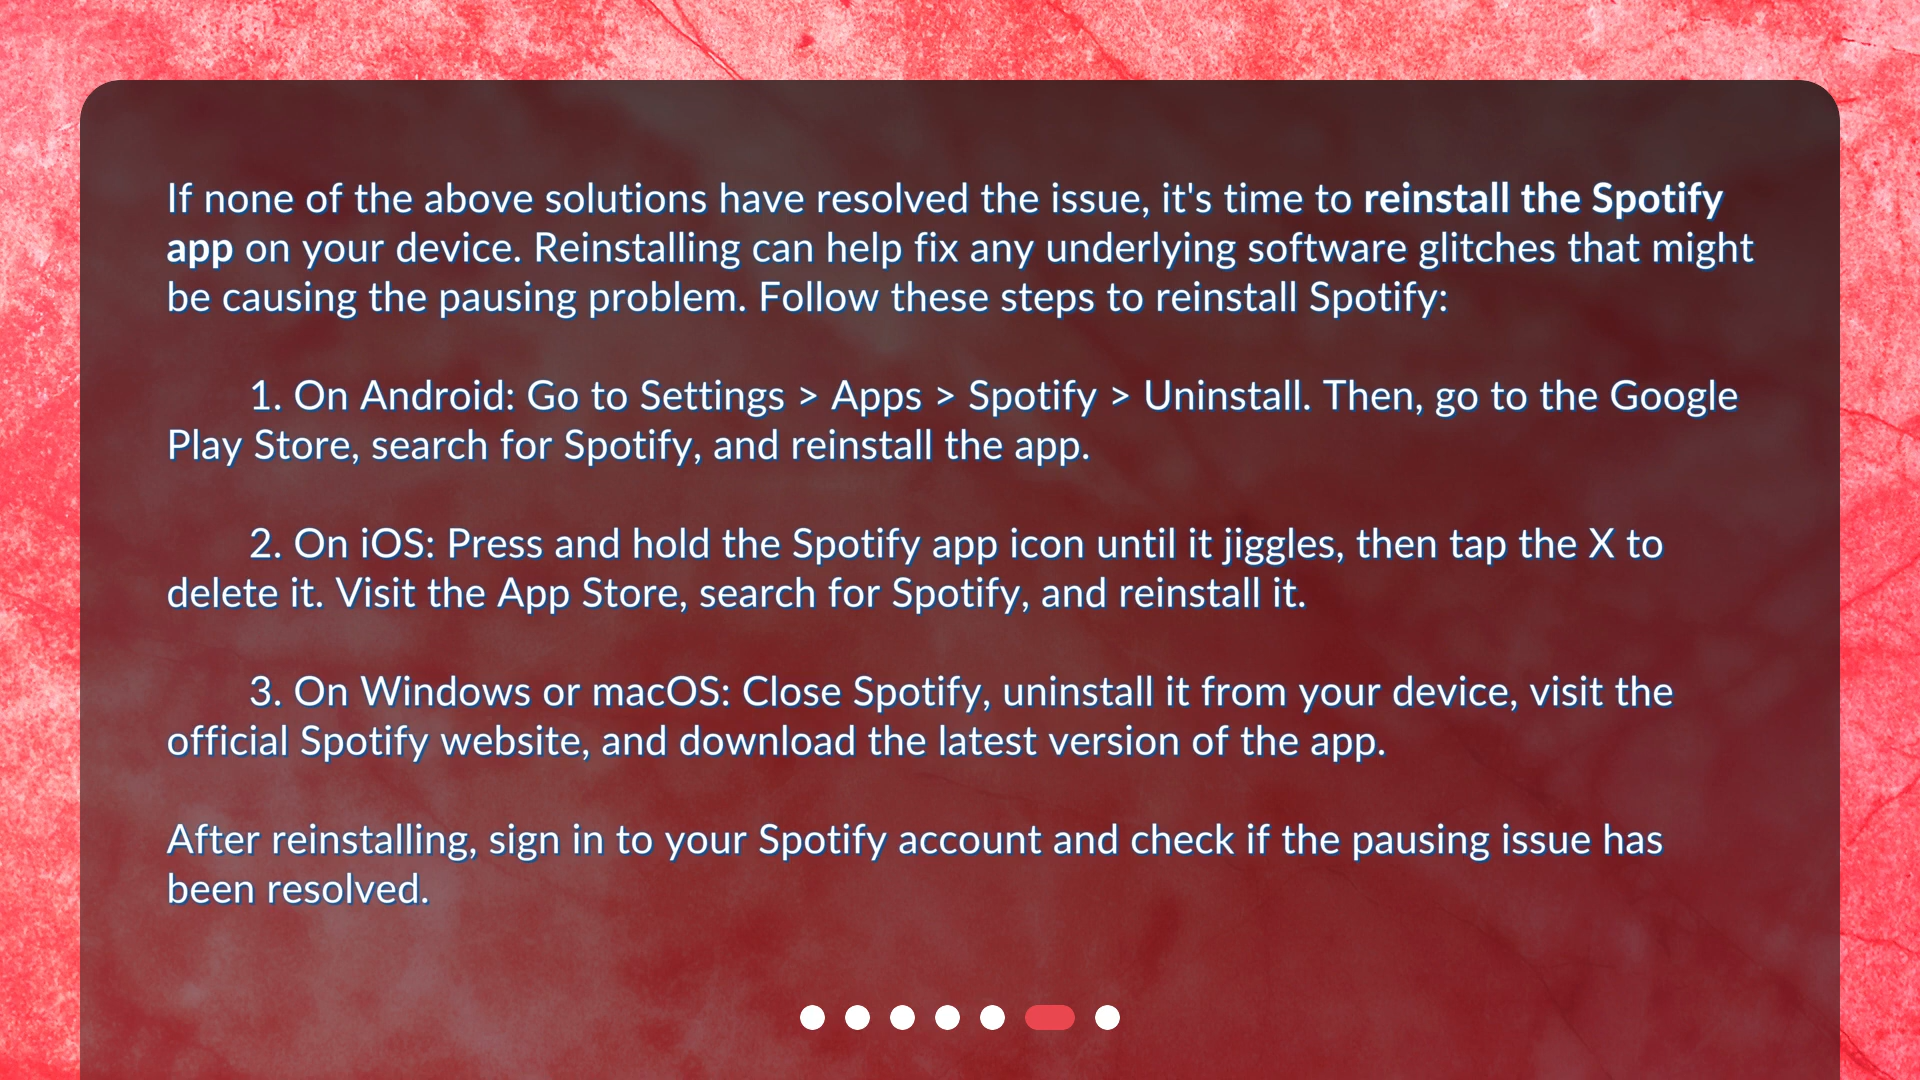 If none of the above solutions have resolved the issue, it's time to reinstall the Spotify
app on your device. Reinstalling can help fix any underlying software glitches that might
be causing the pausing problem. Follow these steps to reinstall Spotify:
1. On Android: Go to Settings > Apps > Spotify > Uninstall. Then, go to the Google
Play Store, search for Spotify, and reinstall the app.
2. On iOS: Press and hold the Spotify app icon until it jiggles, then tap the X to
delete it. Visit the App Store, search for Spotify, and reinstall it.
3. On Windows or macOS: Close Spotify, uninstall it from your device, visit the
official Spotify website, and download the latest version of the app.
After reinstalling, sign in to your Spotify account and check if the pausing issue has
been resolved.